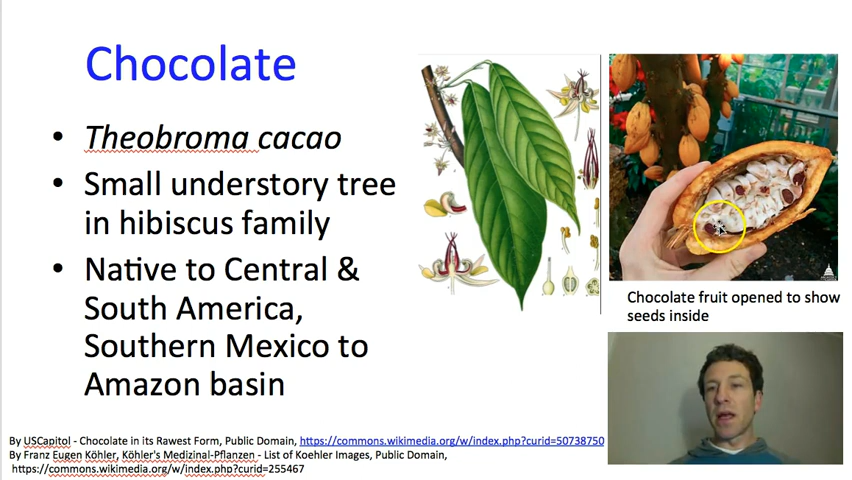 Chocolate
• Theobroma cacao
• Small understory tree
in hibiscus family
• Native to Central &
South America,
Southern Mexico to
Amazon basin
Chocolate fruit opened to show
seeds inside
By USCapitol - Chocolate in its Rawest Form, Public Domain, https://commons.wikimedia.org/w/index.php?curid=50738750
By Franz Eugen Köhler, Köhler's Medizinal-Pflanzen - List of Koehler Images, Public Domain,
https://commons.wikimedia.org/w/index.php?curid=255467